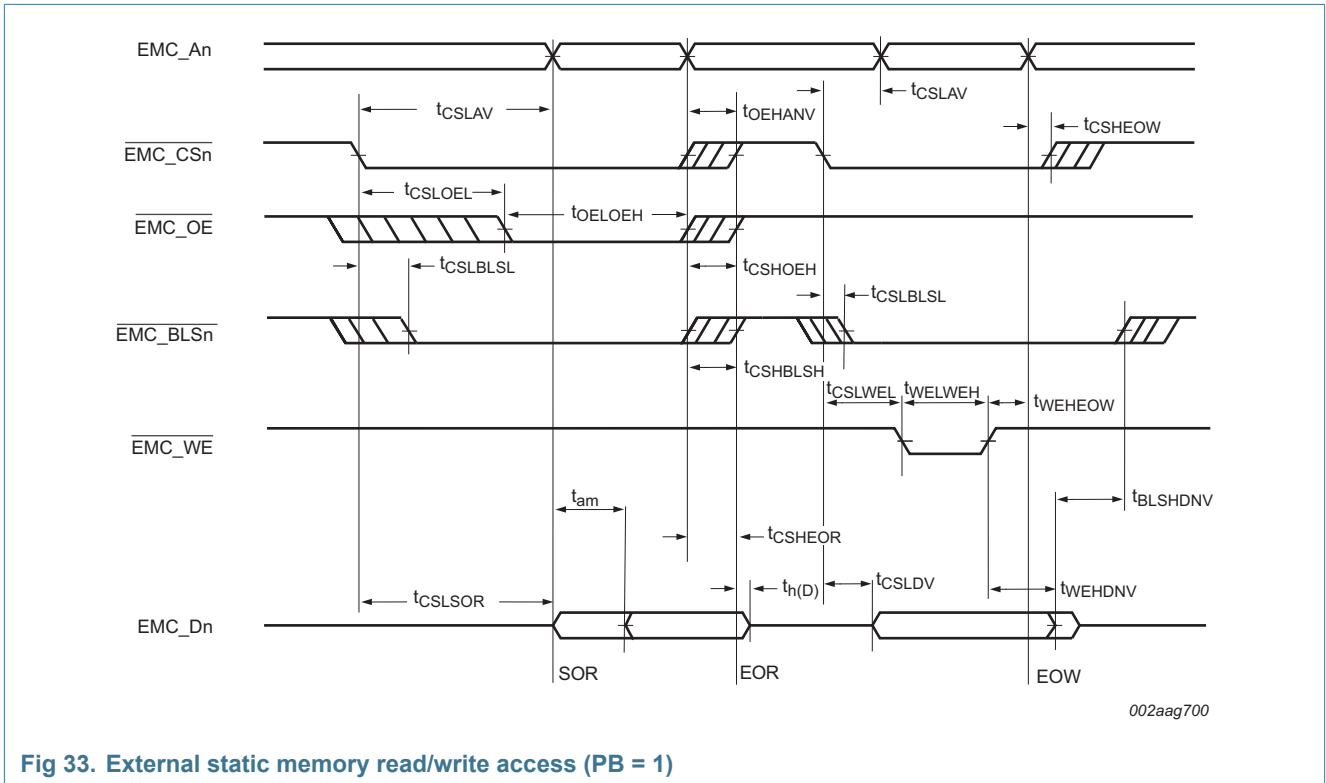 EMC_An
tCSLAV
tOEHANV
tCSLAV
tCSHEOW
EMC_CSn
tCSLOEL
tOELOEH
EMC_OE
tCSLBLSL
tCSHOEH
tCSLBLSL
EMC_BLSn
tCSHBLSH
tCSLWEL
tWELWEH
tWEHEOW
EMC_WE
tam
tBLSHDNV
tCSHEOR
tCSLSOR
th(D)
tCSLDV
tWEHDNV
EMC_Dn
SOR
EOR
EOW
002aag700
Fig 33. External static memory read/write access (PB = 1)